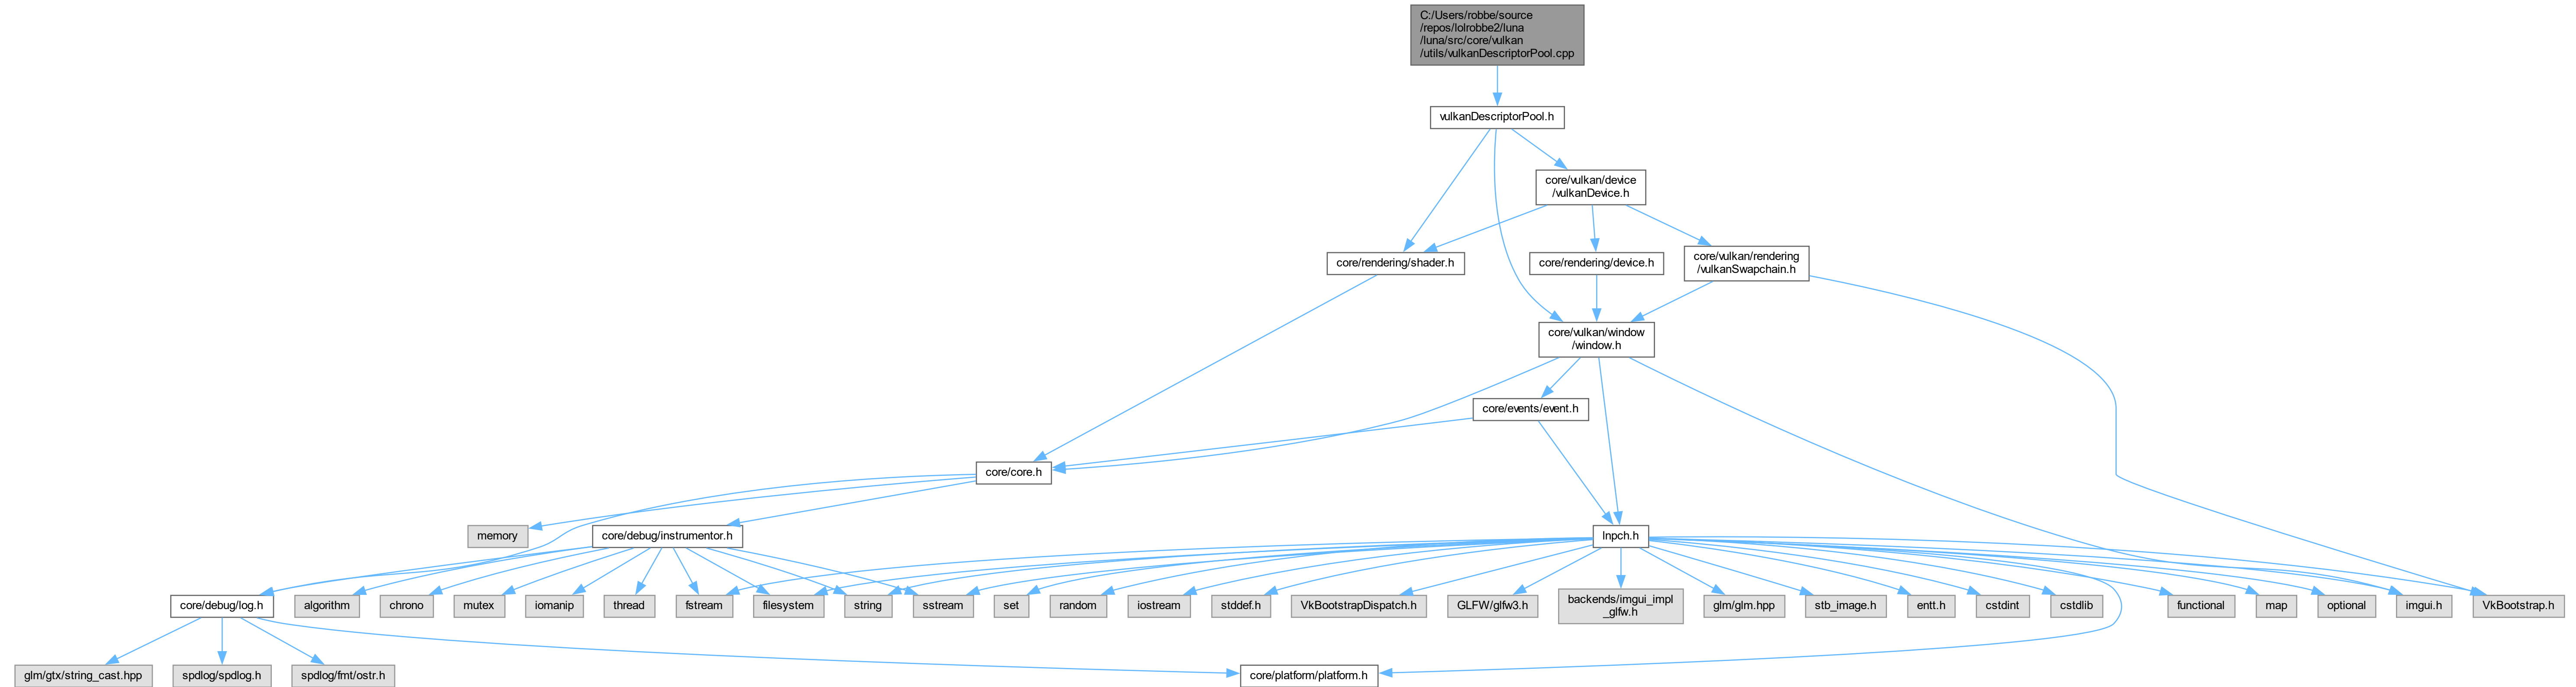 C:/Users/robbe/source
/repos/lolrobbe2/luna
/luna/src/core/vulkan
/utils/vulkanDescriptorPool.cpp
vulkanDescriptorPool.h
core/vulkan/device
/vulkanDevice.h
core/rendering/shader.h
core/rendering/device.h
core/vulkan/rendering
/vulkanSwapchain.h
core/vulkan/window
/window.h
core/events/event.h
core/core.h
memory
core/debug/instrumentor.h
lnpch.h
core/debug/log.h
algorithm
chrono
mutex
iomanip
thread
fstream
filesystem
string
sstream
set
random
iostream
stddef.h
VkBootstrapDispatch.h
GLFW/glfw3.h
backends/imgui_impl
_glfw.h
glm/glm.hpp
stb_image.h
entt.h
cstdint
cstdlib
functional
map
optional
imgui.h
VkBootstrap.h
glm/gtx/string_cast.hpp
spdlog/spdlog.h
spdlog/fmt/ostr.h
core/platform/platform.h